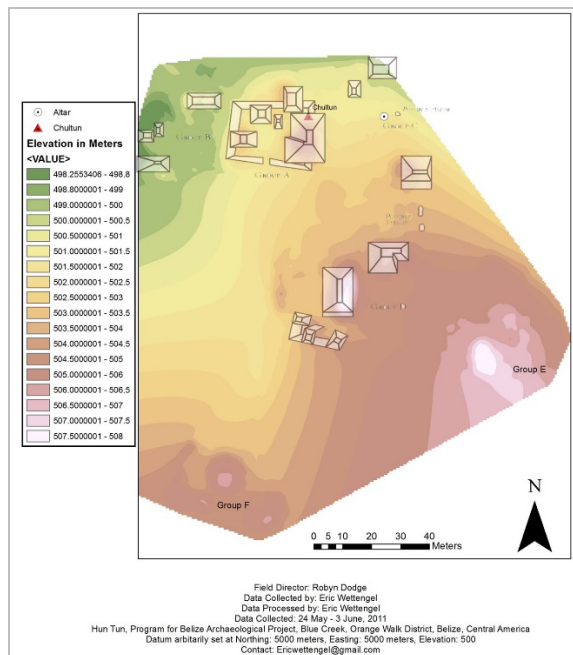 Altar
Chultun
Elevation in Meters
<VALUE>
498.2553406 - 498.8
498.8000001 - 499
499.0000001 - 500
500.0000001 - 500.5
500.5000001 - 501
501.0000001 - 501.5
501.5000001 - 502
502.0000001 - 502.5
502.5000001 - 503
503.0000001 - 503.5
503.5000001 - 504
504.0000001 - 504.5
504.5000001 - 505
505.0000001 - 506
506.0000001 - 506.5
506.5000001 - 507
507.0000001 - 507.5
507.5000001 - 508
Chultun
Group B
Group A
Group C
Group D
Group E
Group F
N
0 5 10 20 30 40
Meters
Field Director: Robyn Dodge
Data Collected by: Eric Wettengel
Data Processed by: Eric Wettengel
Data Collected: 24 May - 3 June, 2011
Hun Tun, Program for Belize Archaeological Project, Blue Creek, Orange Walk District, Belize, Central America
Datum arbitarily set at Northing: 5000 meters, Easting: 5000 meters, Elevation: 500
Contact: Ericwettengel@gmail.com